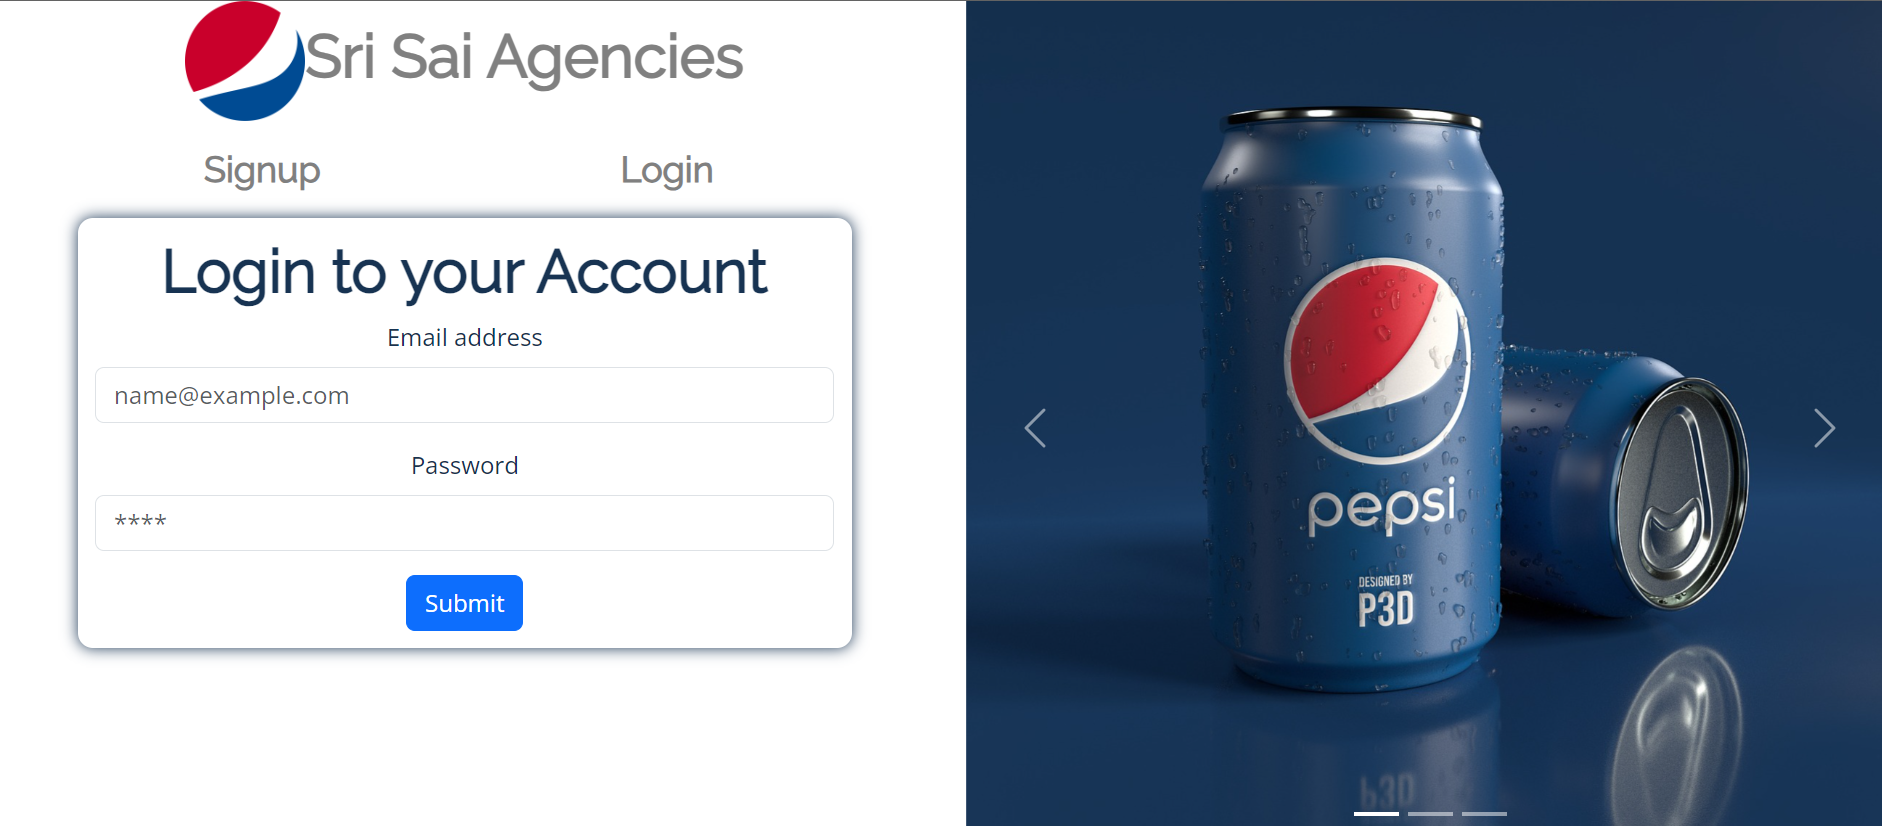 Sri Sai Agencies
Signup
Login
Login to your Account
Email address
name@example.com
Password
****
Submit
pepsi
DESIGNED BY
P3D
P3D